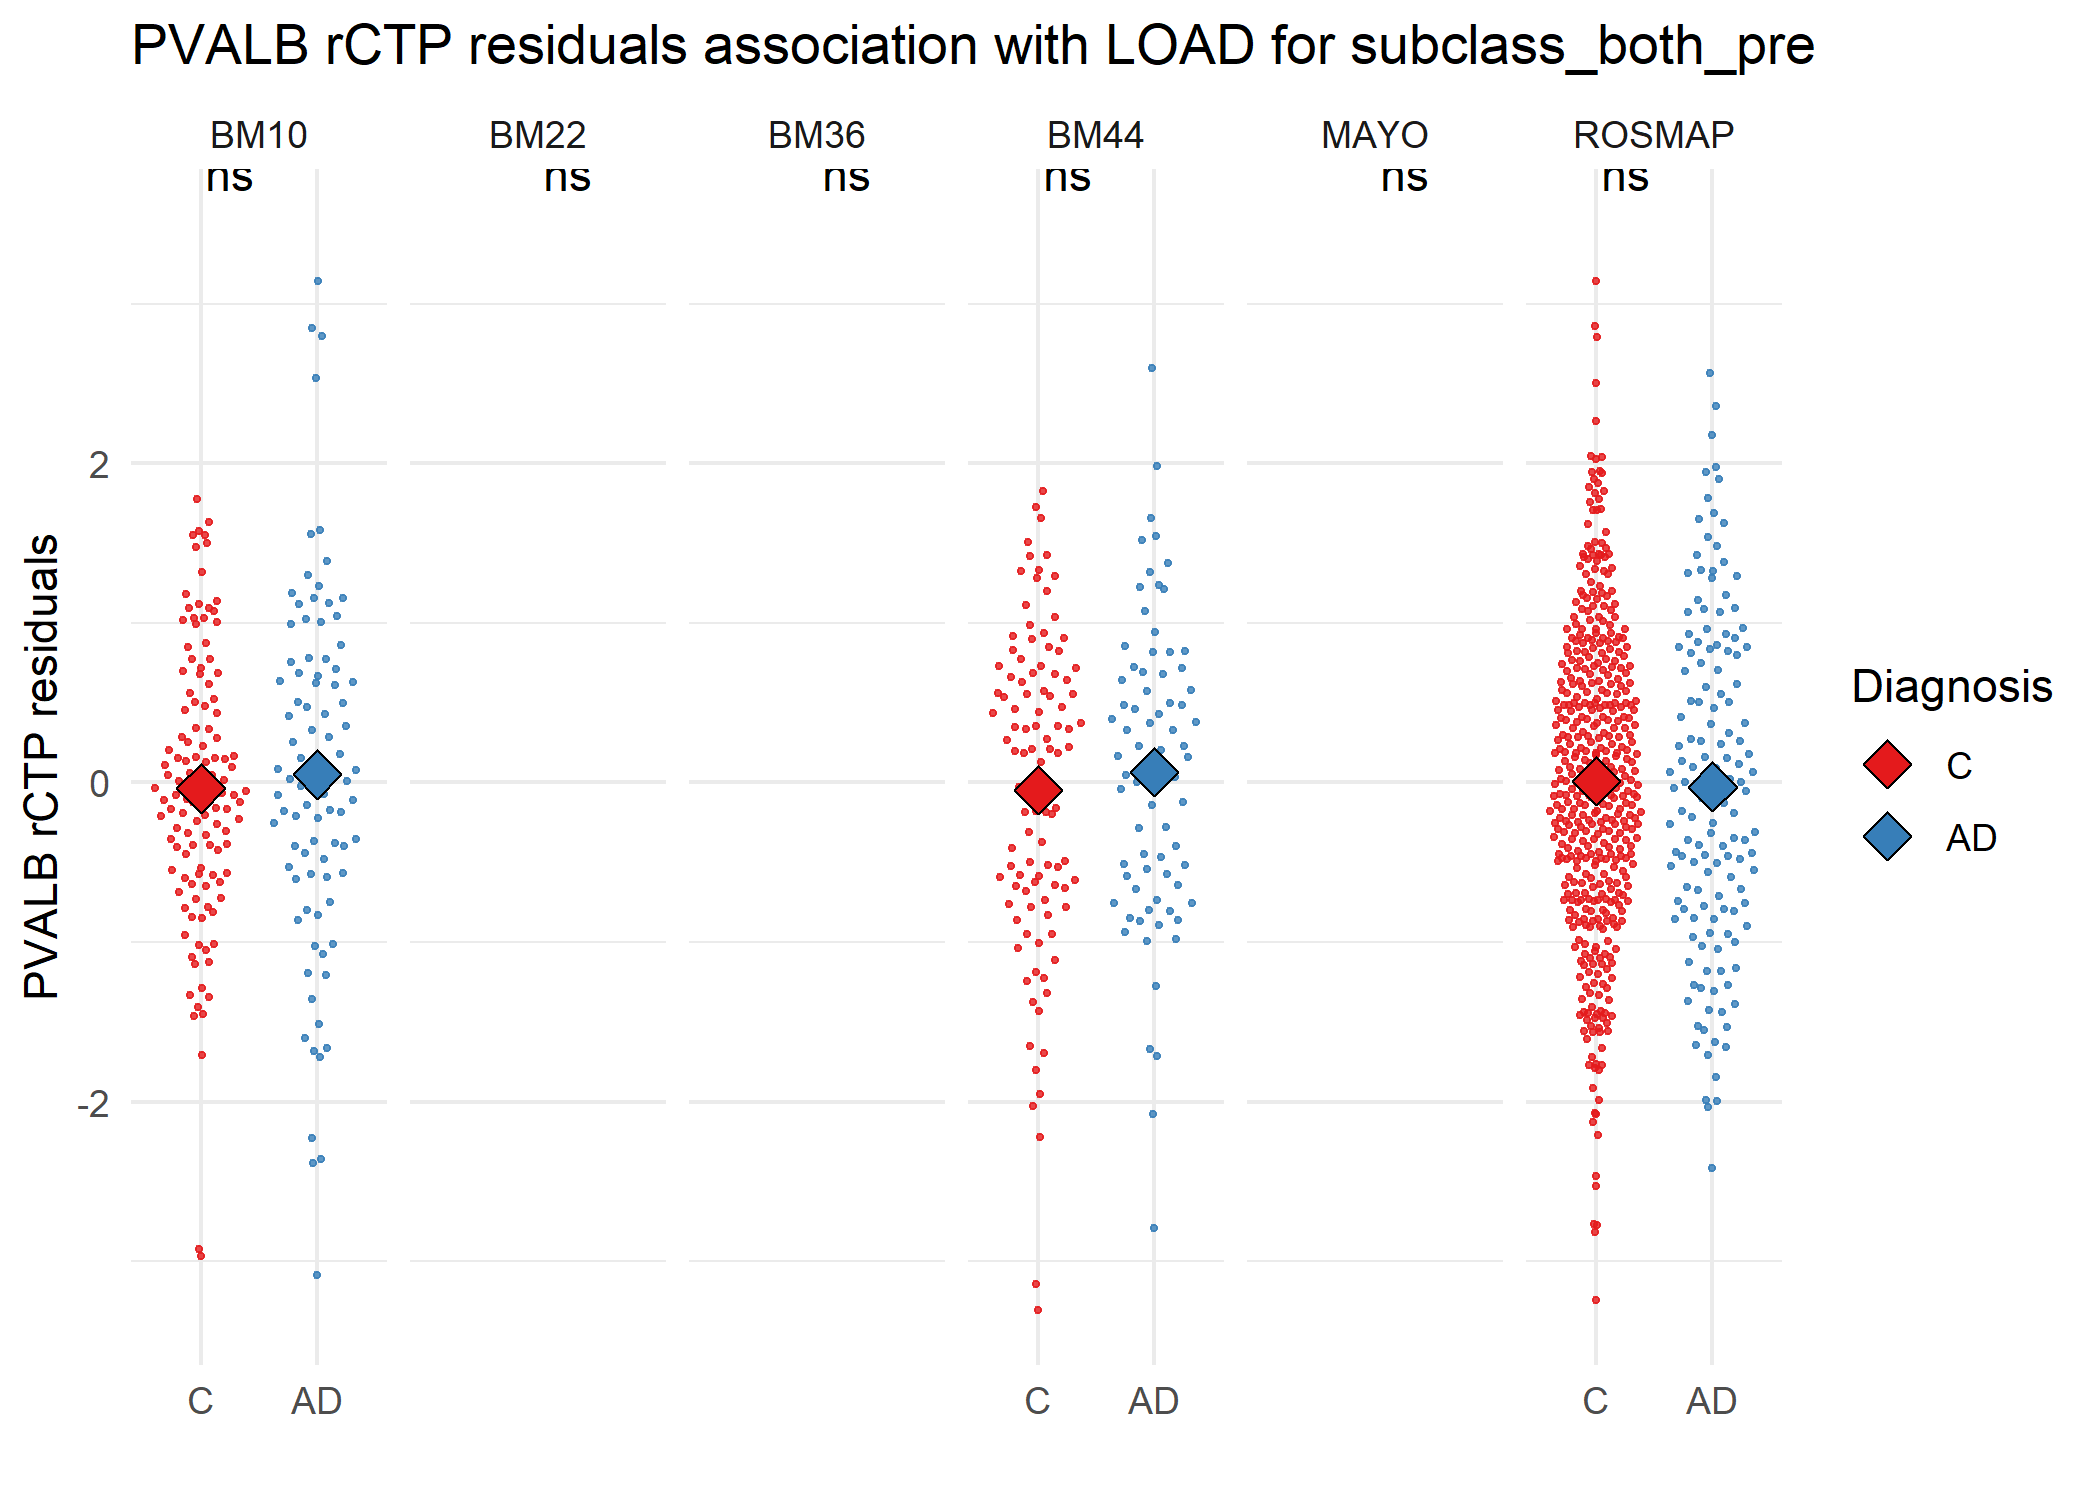 PVALB rCTP residuals association with LOAD for subclass_both_pre
BM10 BM22 BM36 BM44 MAYO ROSMAP
ns ns ns ns ns ns
2
0
-2
PVALB rCTP residuals
C AD C AD C AD
Diagnosis
C
AD